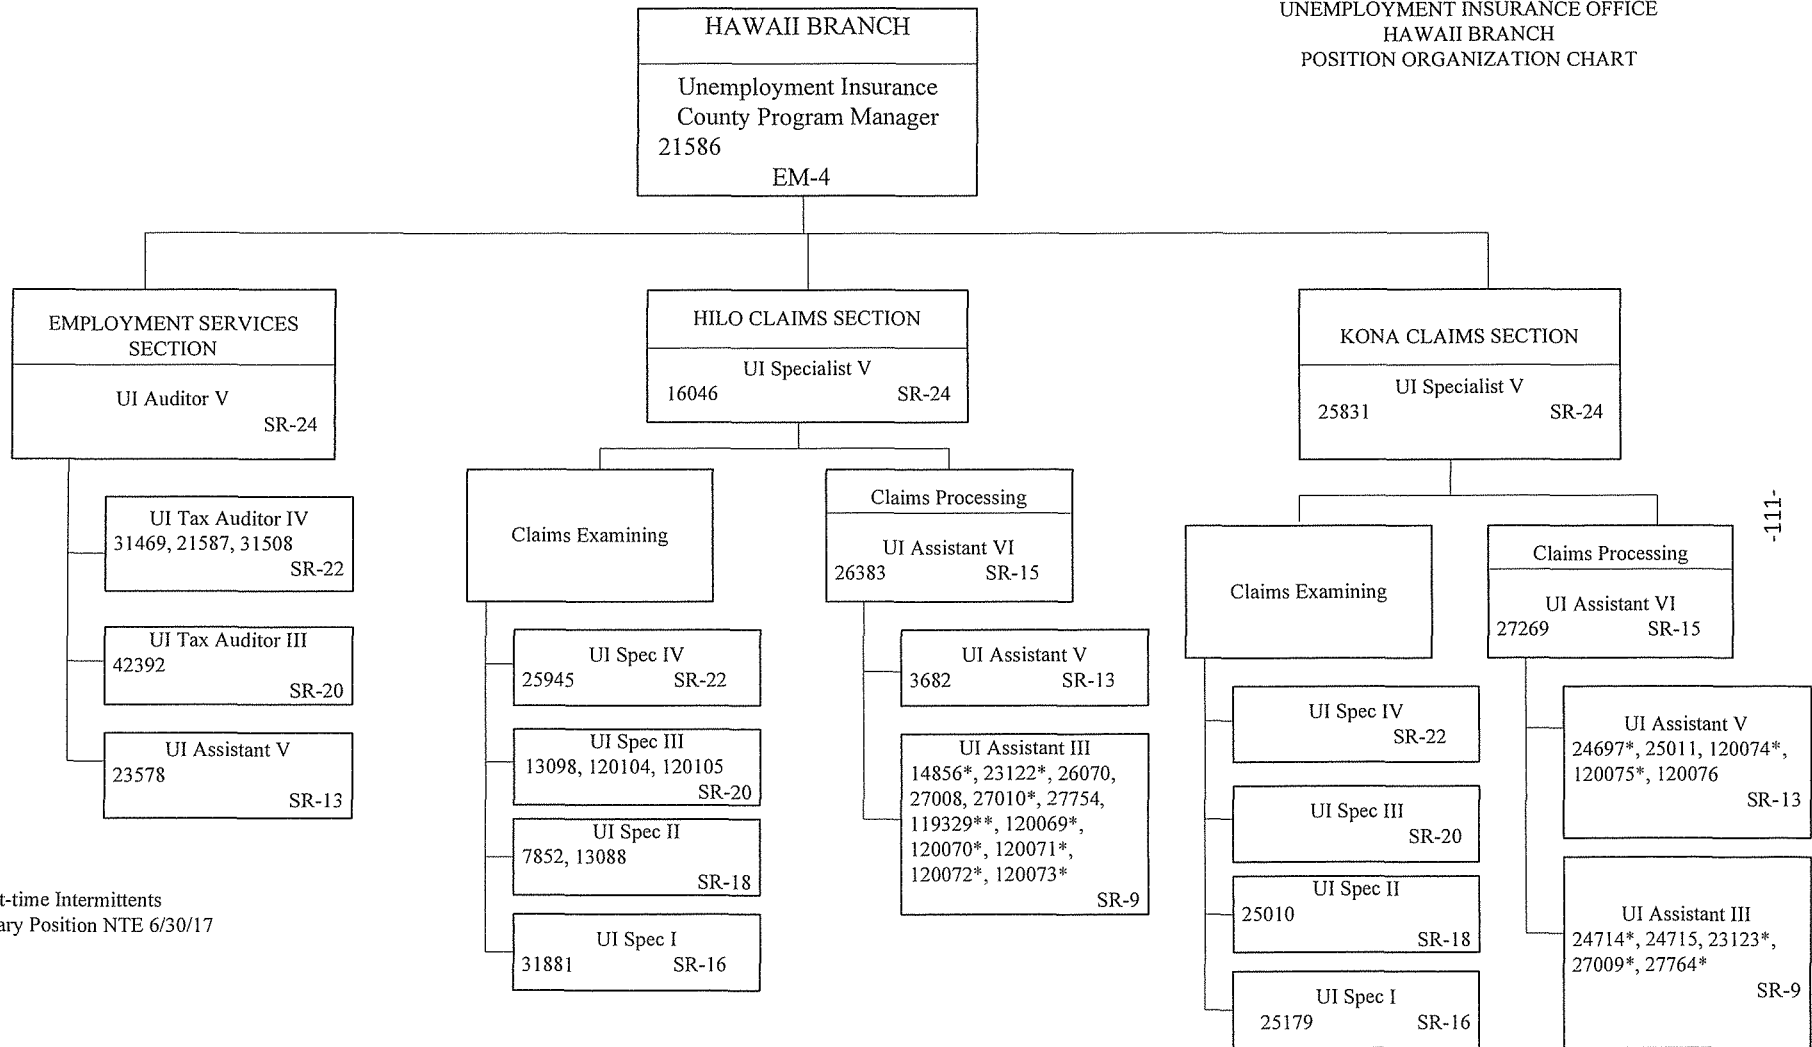 UNEMPLOYMENT INSURANCE OFFICE
HAWAII BRANCH
POSITION ORGANIZATION CHART
HAWAII BRANCH
Unemployment Insurance
County Program Manager
21586
EM-4
EMPLOYMENT SERVICES
SECTION
UI Auditor V
SR-24
UI Tax Auditor IV
31469, 21587, 31508
SR-22
UI Tax Auditor III
42392
SR-20
UI Assistant V
23578
SR-13
HILO CLAIMS SECTION
UI Specialist V
16046 SR-24
Claims Examining
UI Spec IV
25945 SR-22
UI Spec III
13098, 120104, 120105
SR-20
UI Spec II
7852, 13088
SR-18
UI Spec I
31881 SR-16
Claims Processing
UI Assistant VI
26383 SR-15
UI Assistant V
3682 SR-13
UI Assistant III
14856*, 23122*, 26070,
27008, 27010*, 27754,
119329**, 120069*,
120070*, 120071*,
120072*, 120073*
SR-9
KONA CLAIMS SECTION
UI Specialist V
25831 SR-24
Claims Examining
UI Spec IV
SR-22
UI Spec III
SR-20
UI Spec II
25010
SR-18
UI Spec I
25179 SR-16
Claims Processing
UI Assistant VI
27269 SR-15
UI Assistant V
24697*, 25011, 120074*,
120075*, 120076
SR-13
UI Assistant III
24714*, 24715, 23123*,
27009*, 27764*
SR-9
-111-
t-time Intermittents
ary Position NTE 6/30/17